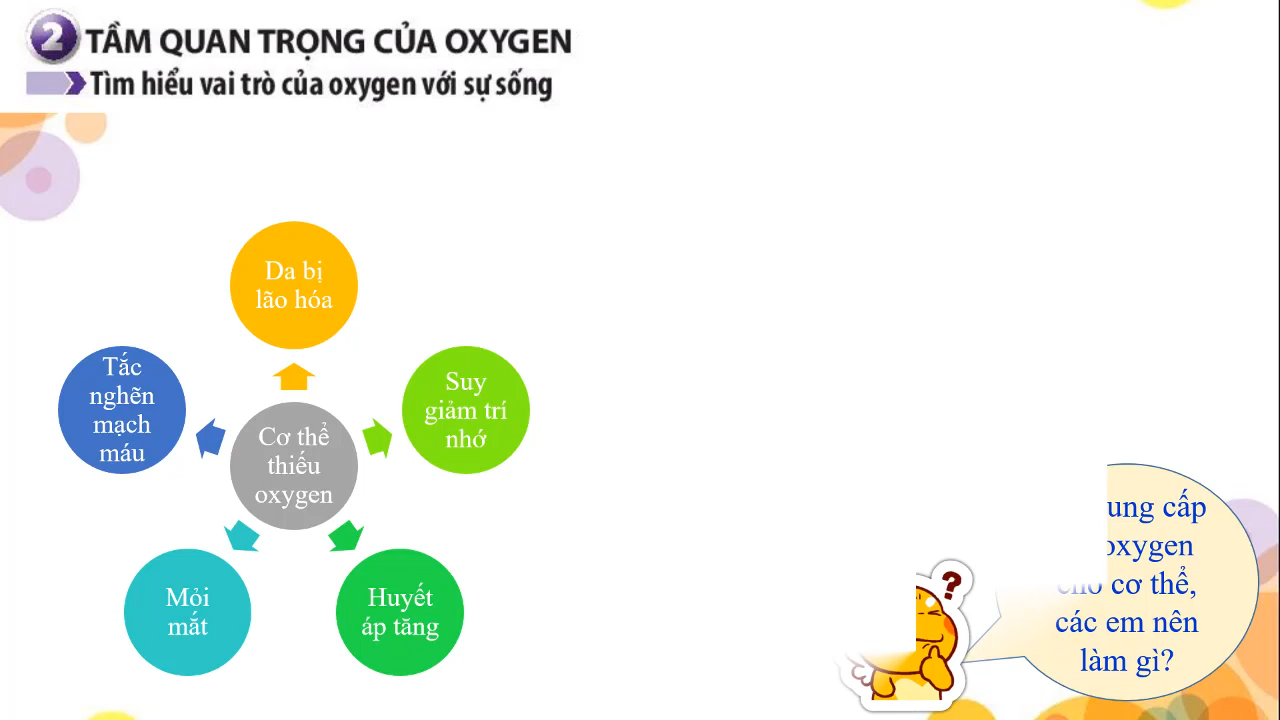 2
TẦM QUAN TRỌNG CỦA OXYGEN
Tìm hiểu vai trò của oxygen với sự sống
Da bị
lão hóa
Tắc
nghẽn
mạch
máu
Suy
giảm trí
nhớ
Cơ thể
thiếu
oxygen
Mỏi
mắt
Huyết
áp tăng
?
cấp
oxygen
cho cơ thể,
các em nên
làm gì?